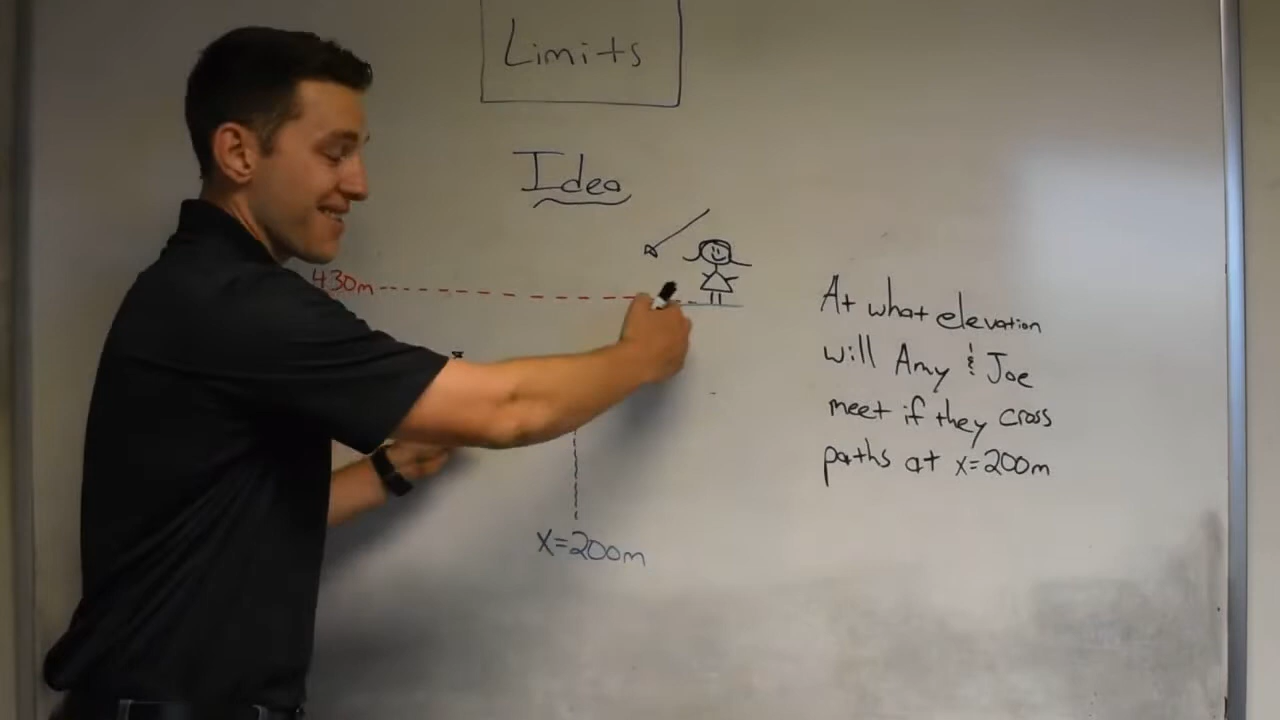 Limits
Idea
430m
At what elevation
will Amy & Joe
meet if they cross
paths at x=200m
X=200m